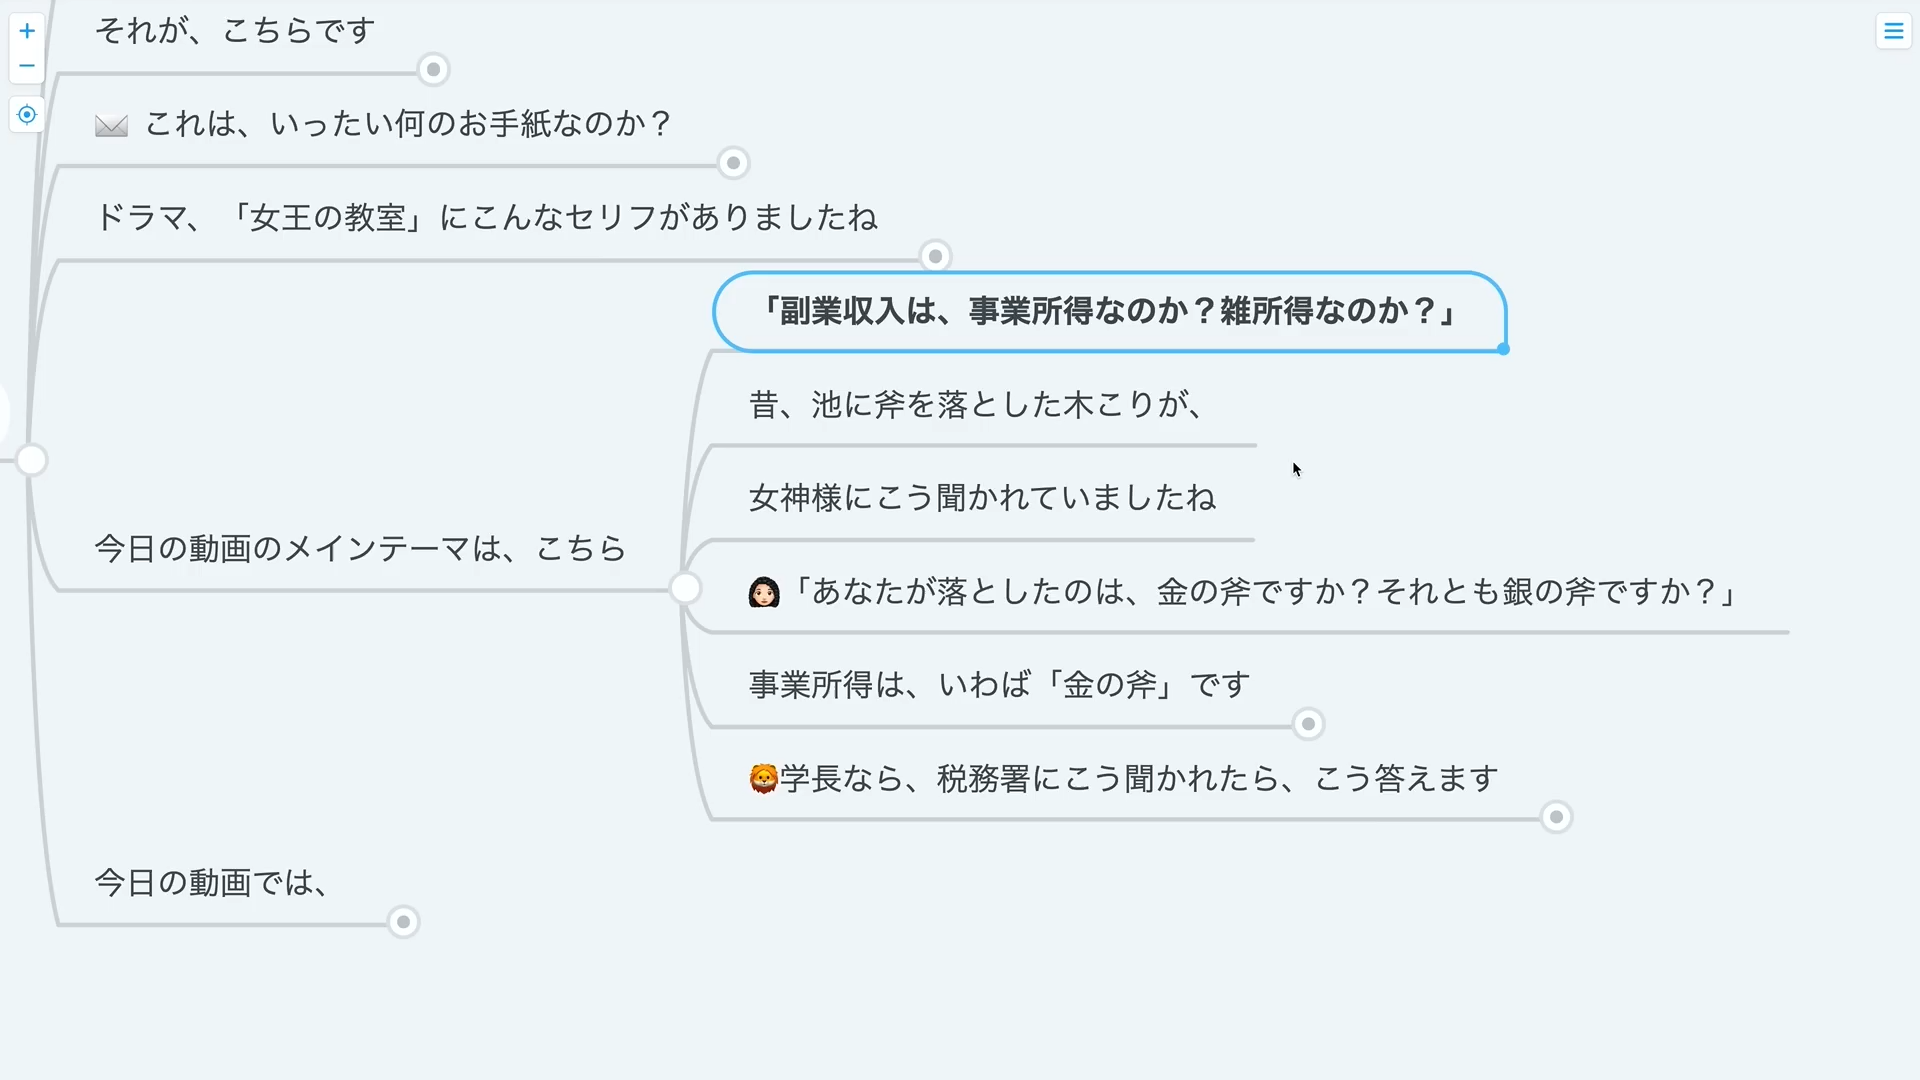 それが、こちらです
これは、いったい何のお手紙なのか？
ドラマ、「女王の教室」にこんなセリフがありましたね
今日の動画のメインテーマは、こちら
「副業収入は、事業所得なのか？雑所得なのか？」
昔、池に斧を落とした木こりが、
女神様にこう聞かれていましたね
「あなたが落としたのは、金の斧ですか？それとも銀の斧ですか？」
事業所得は、いわば「金の斧」です
学長なら、税務署にこう聞かれたら、こう答えます
今日の動画では、